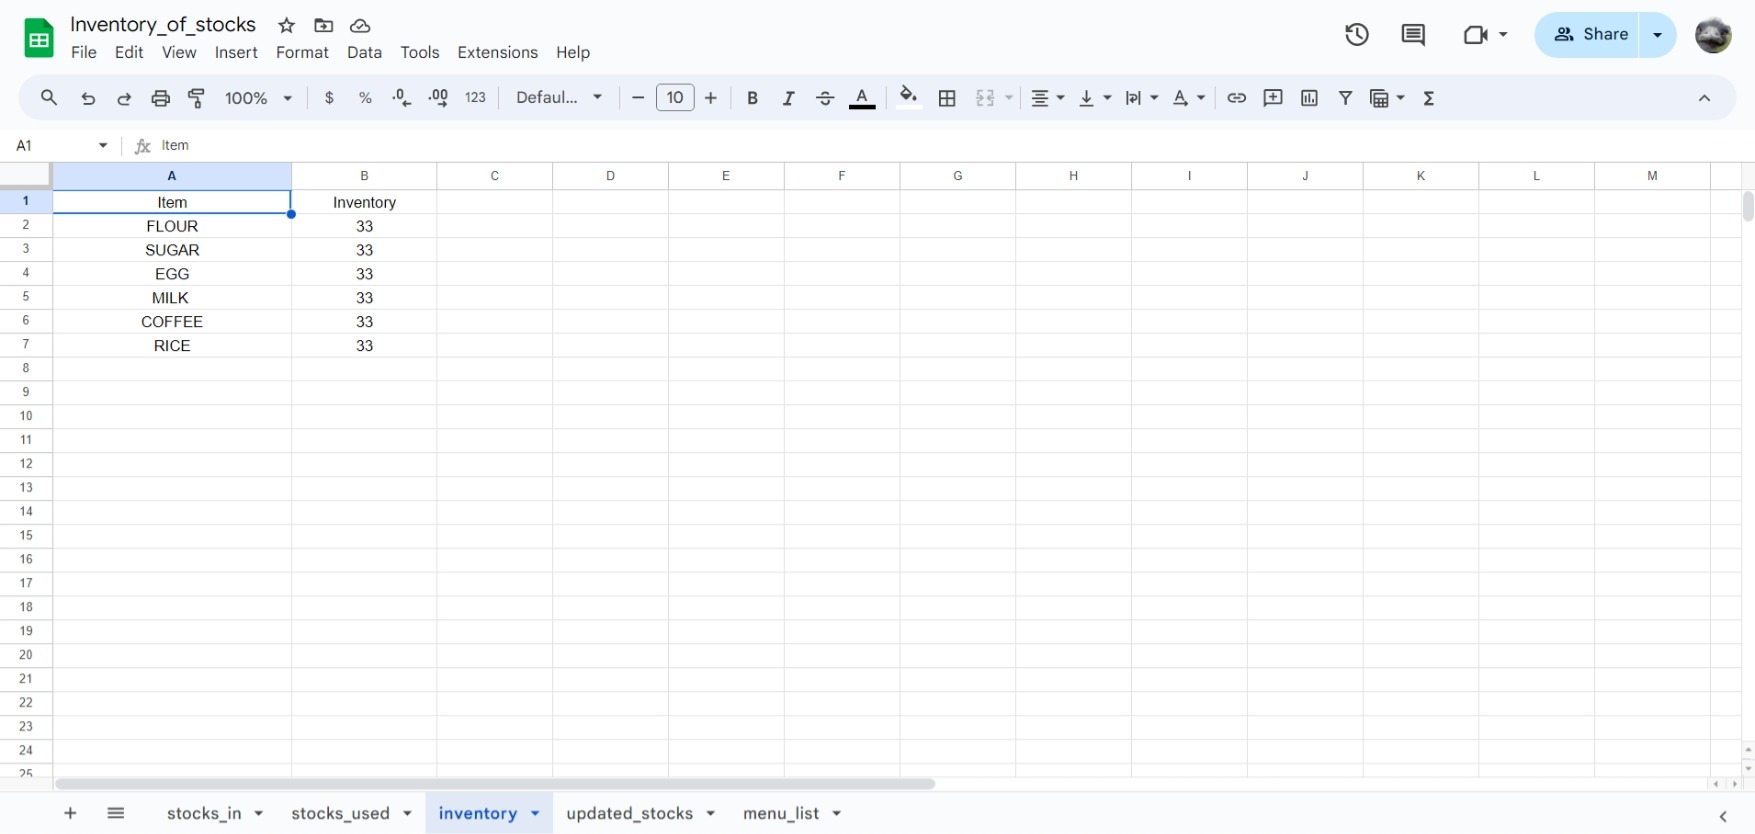 Inventory_of_stocks
File Edit View Insert Format Data Tools Extensions Help
Share
100% $ % .0 .00 123 Defaul... 10 B I A Σ
A1 fx Item
A B C D E F G H I J K L M
1 Item Inventory
2 FLOUR 33
3 SUGAR 33
4 EGG 33
5 MILK 33
6 COFFEE 33
7 RICE 33
8
9
10
11
12
13
14
15
16
17
18
19
20
21
22
23
24
25
stocks_in stocks_used inventory updated_stocks menu_list